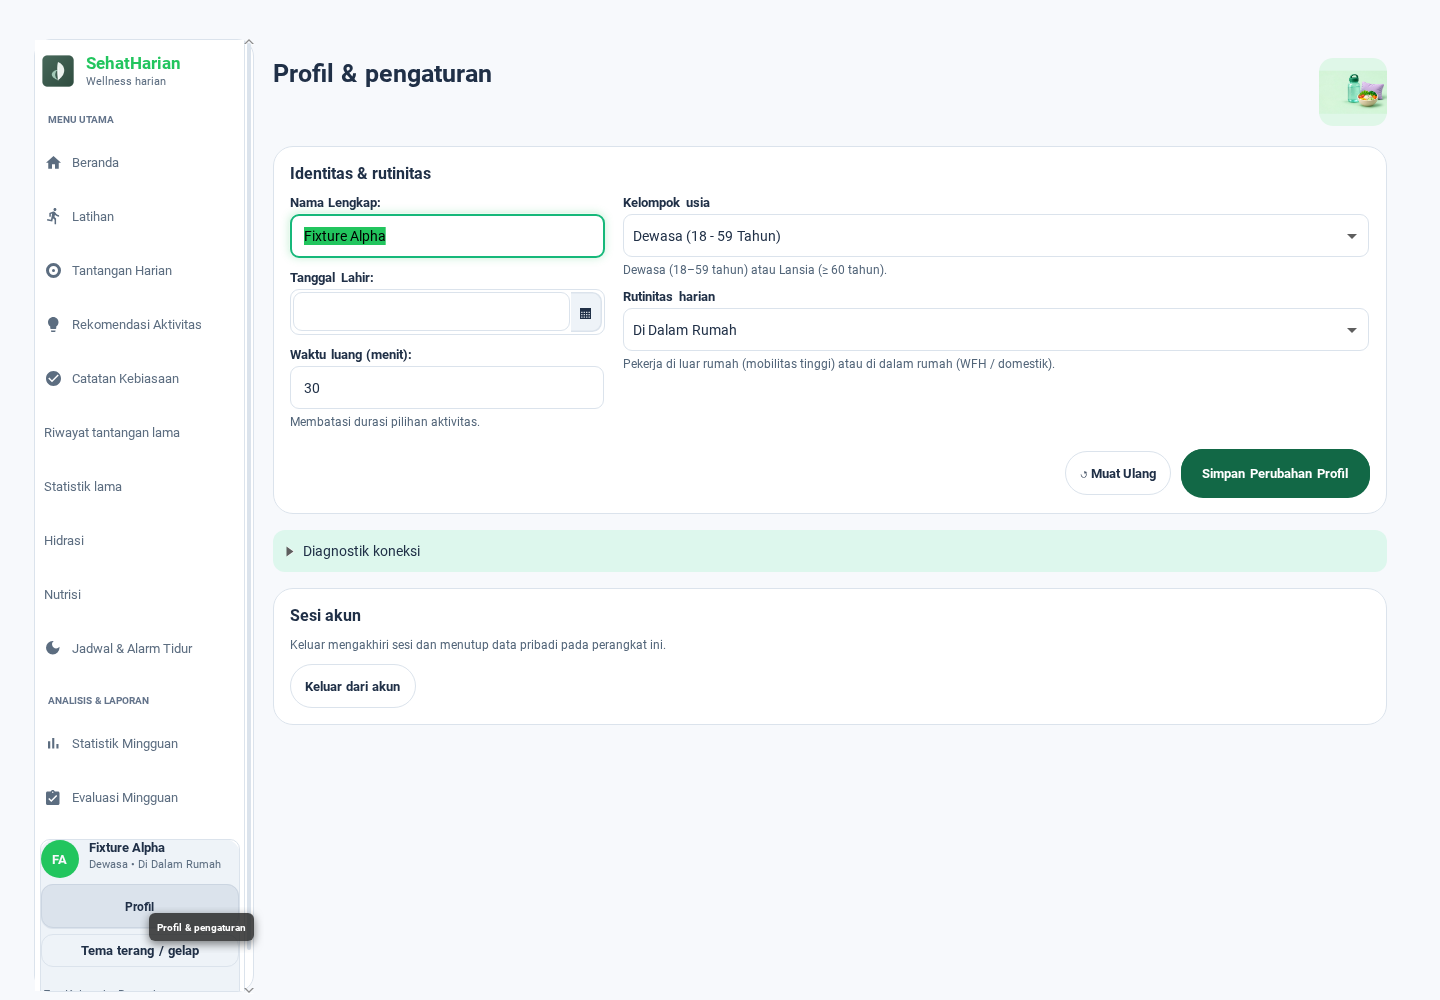 SehatHarian
Wellness harian
MENU UTAMA
Beranda
Latihan
Tantangan Harian
Rekomendasi Aktivitas
Catatan Kebiasaan
Riwayat tantangan lama
Statistik lama
Hidrasi
Nutrisi
Jadwal & Alarm Tidur
ANALISIS & LAPORAN
Statistik Mingguan
Evaluasi Mingguan
FA
Fixture Alpha
Dewasa • Di Dalam Rumah
Profil
Profil & pengaturan
Tema terang / gelap
Profil & pengaturan
Identitas & rutinitas
Nama Lengkap:
Fixture Alpha
Tanggal Lahir:
Waktu luang (menit):
30
Membatasi durasi pilihan aktivitas.
Kelompok usia
Dewasa (18 - 59 Tahun)
Dewasa (18–59 tahun) atau Lansia (≥ 60 tahun).
Rutinitas harian
Di Dalam Rumah
Pekerja di luar rumah (mobilitas tinggi) atau di dalam rumah (WFH / domestik).
Muat Ulang
Simpan Perubahan Profil
Diagnostik koneksi
Sesi akun
Keluar mengakhiri sesi dan menutup data pribadi pada perangkat ini.
Keluar dari akun